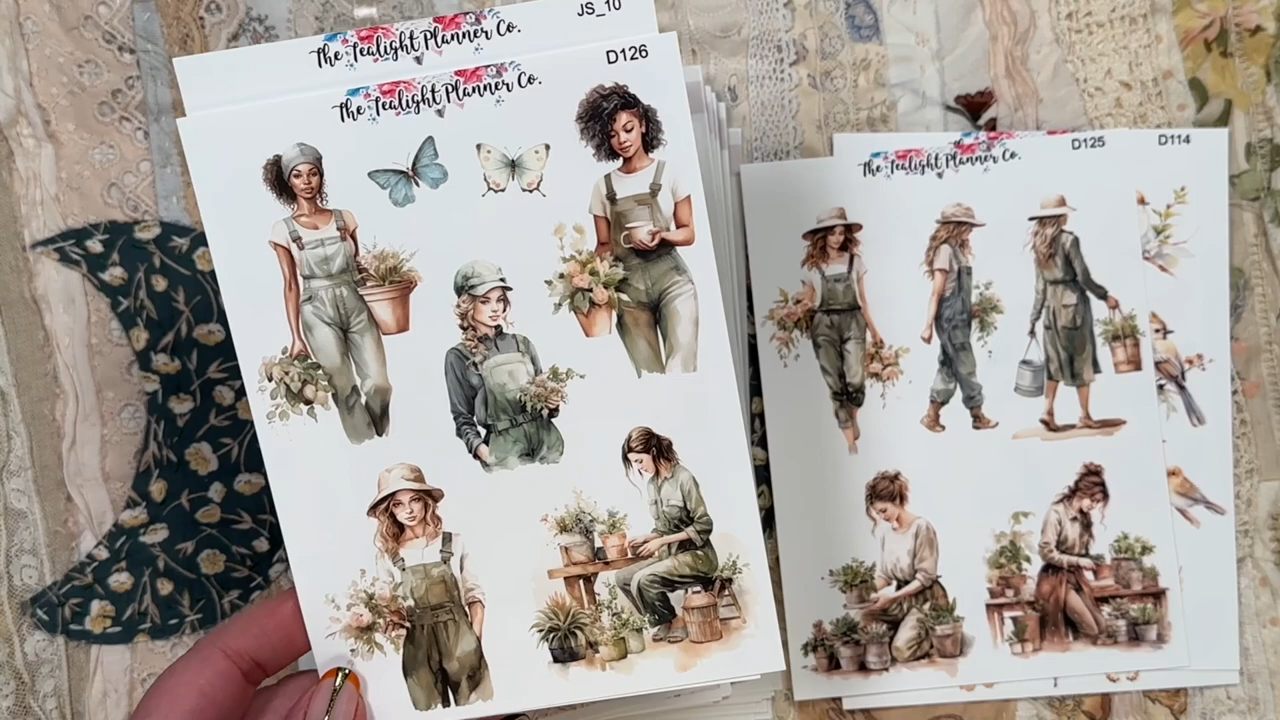 JS_10
The Tealight Planner Co.
D126
The Tealight Planner Co.
The Tealight Planner Co.
D125
D114